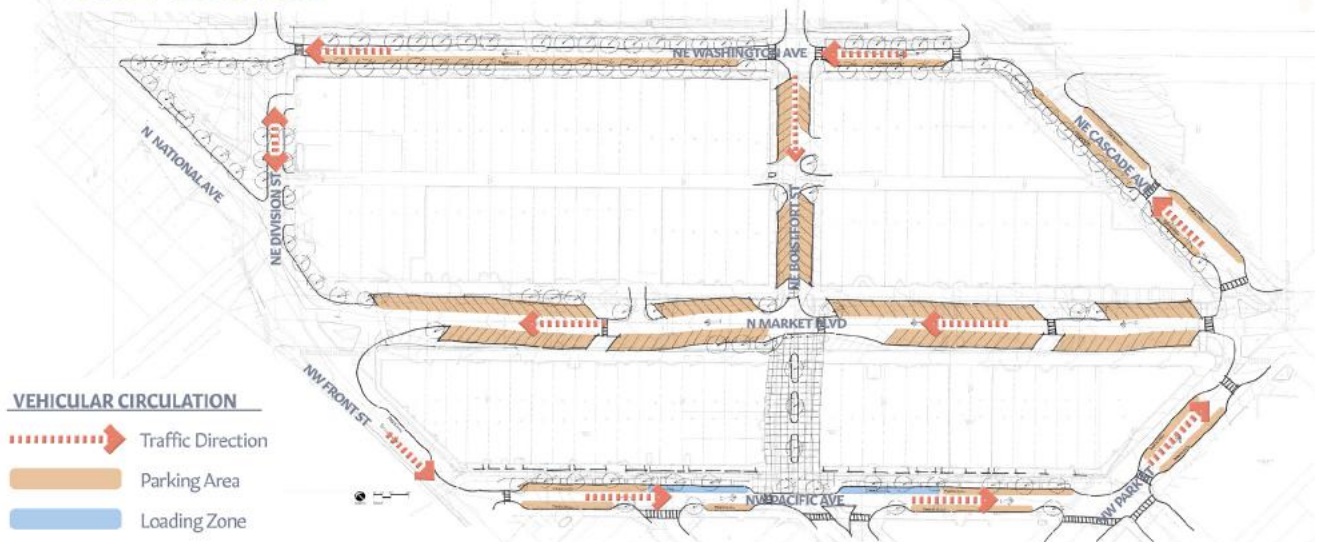 NE WASHINGTON AVE
N NATIONAL AVE
NE DIVISION ST
NE BOISTFORT ST
NE CASCADE AVE
N MARKET BLVD
NW FRONT ST
NW PACIFIC AVE
NW PARK ST
VEHICULAR CIRCULATION
Traffic Direction
Parking Area
Loading Zone